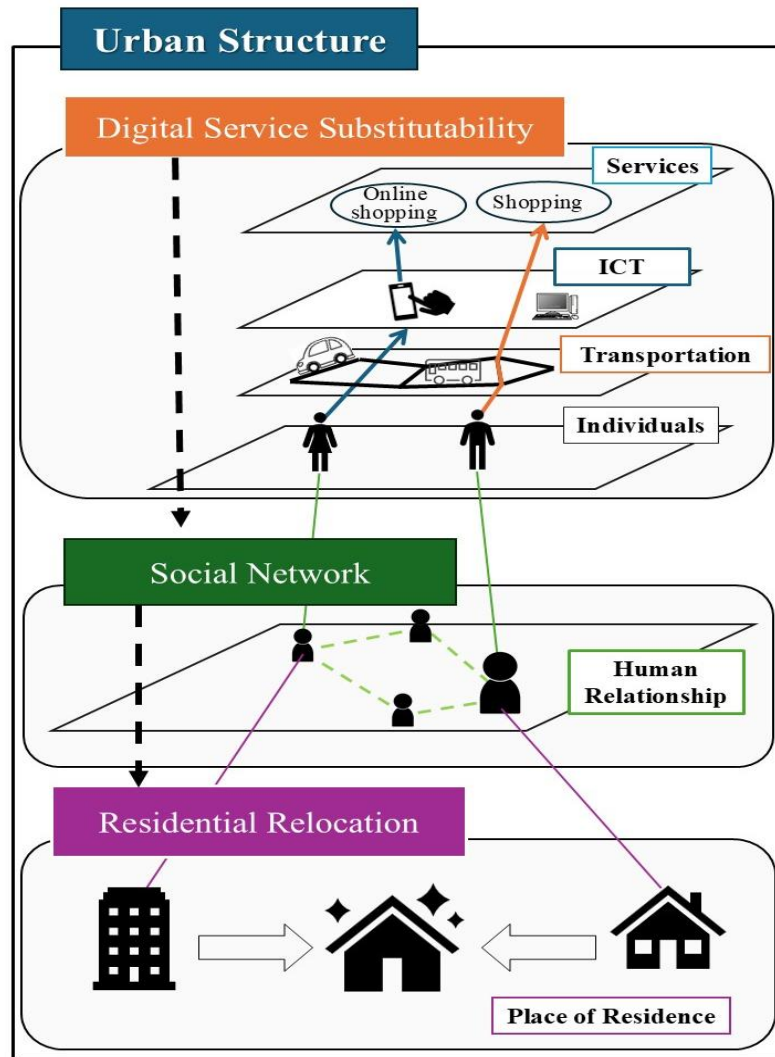 Urban Structure
Digital Service Substitutability
Services
Online
shopping
Shopping
ICT
Transportation
Individuals
Social Network
Human
Relationship
Residential Relocation
Place of Residence